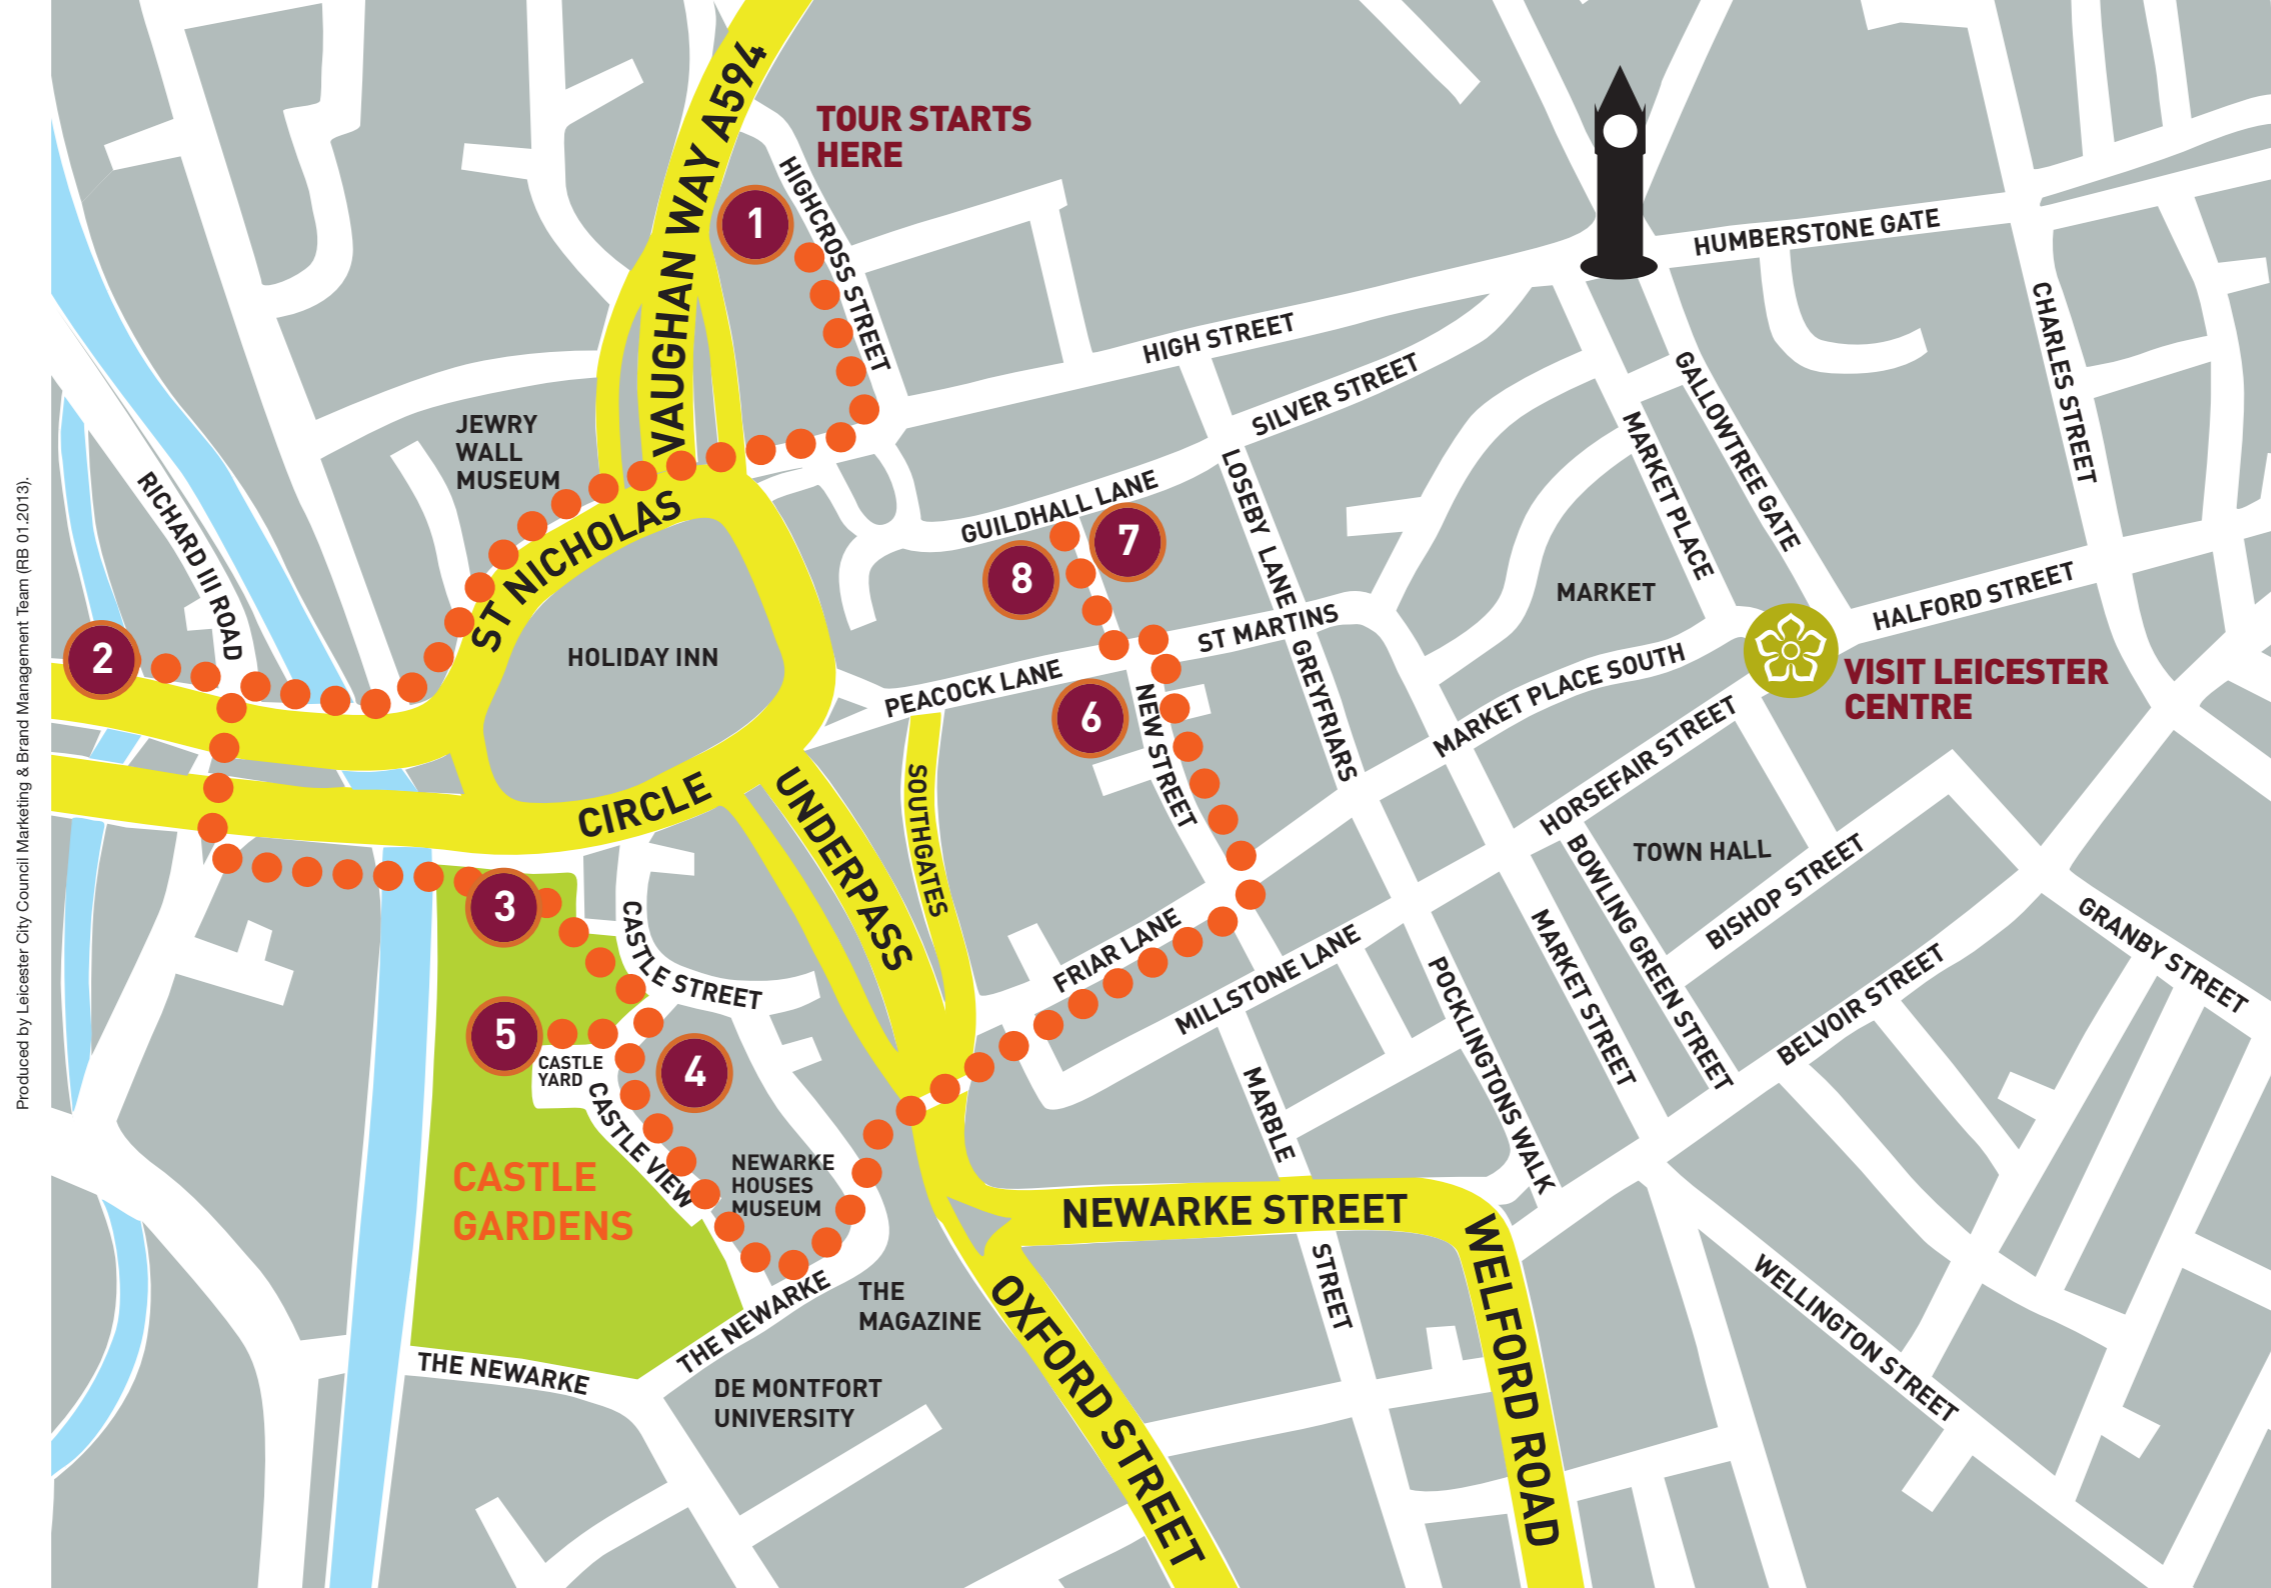 VAUGHAN WAY A594
TOUR STARTS
HERE
1
HIGHCROSS STREET
HUMBERSTONE GATE
CHARLES STREET
HIGH STREET
SILVER STREET
GALLOWTREE GATE
MARKET PLACE
JEWRY
WALL
MUSEUM
ST NICHOLAS
RICHARD III ROAD
GUILDHALL LANE
LOSEBY LANE
7
8
MARKET
HALFORD STREET
ST MARTINS
2
HOLIDAY INN
PEACOCK LANE
GREYFRIARS
MARKET PLACE SOUTH
VISIT LEICESTER
CENTRE
6
NEW STREET
HORSEFAIR STREET
CIRCLE
UNDERPASS
SOUTHGATES
TOWN HALL
BOWLING GREEN STREET
BISHOP STREET
3
CASTLE STREET
FRIAR LANE
MILLSTONE LANE
POCKLINGTONS WALK
MARKET STREET
BELVOIR STREET
GRANBY STREET
5
CASTLE
YARD
4
CASTLE VIEW
MARBLE
STREET
NEWARKE
HOUSES
MUSEUM
CASTLE
GARDENS
NEWARKE STREET
WELFORD ROAD
OXFORD STREET
WELLINGTON STREET
THE
MAGAZINE
THE NEWARKE
THE NEWARKE
DE MONTFORT
UNIVERSITY
Produced by Leicester City Council Marketing & Brand Management Team (RB 01.2013).